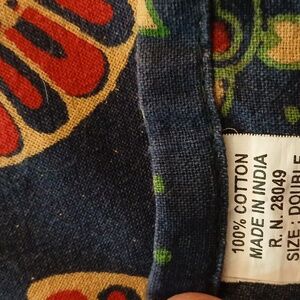 100% COTTON
MADE IN INDIA
R. N. 28049
SIZE : DOUBLE